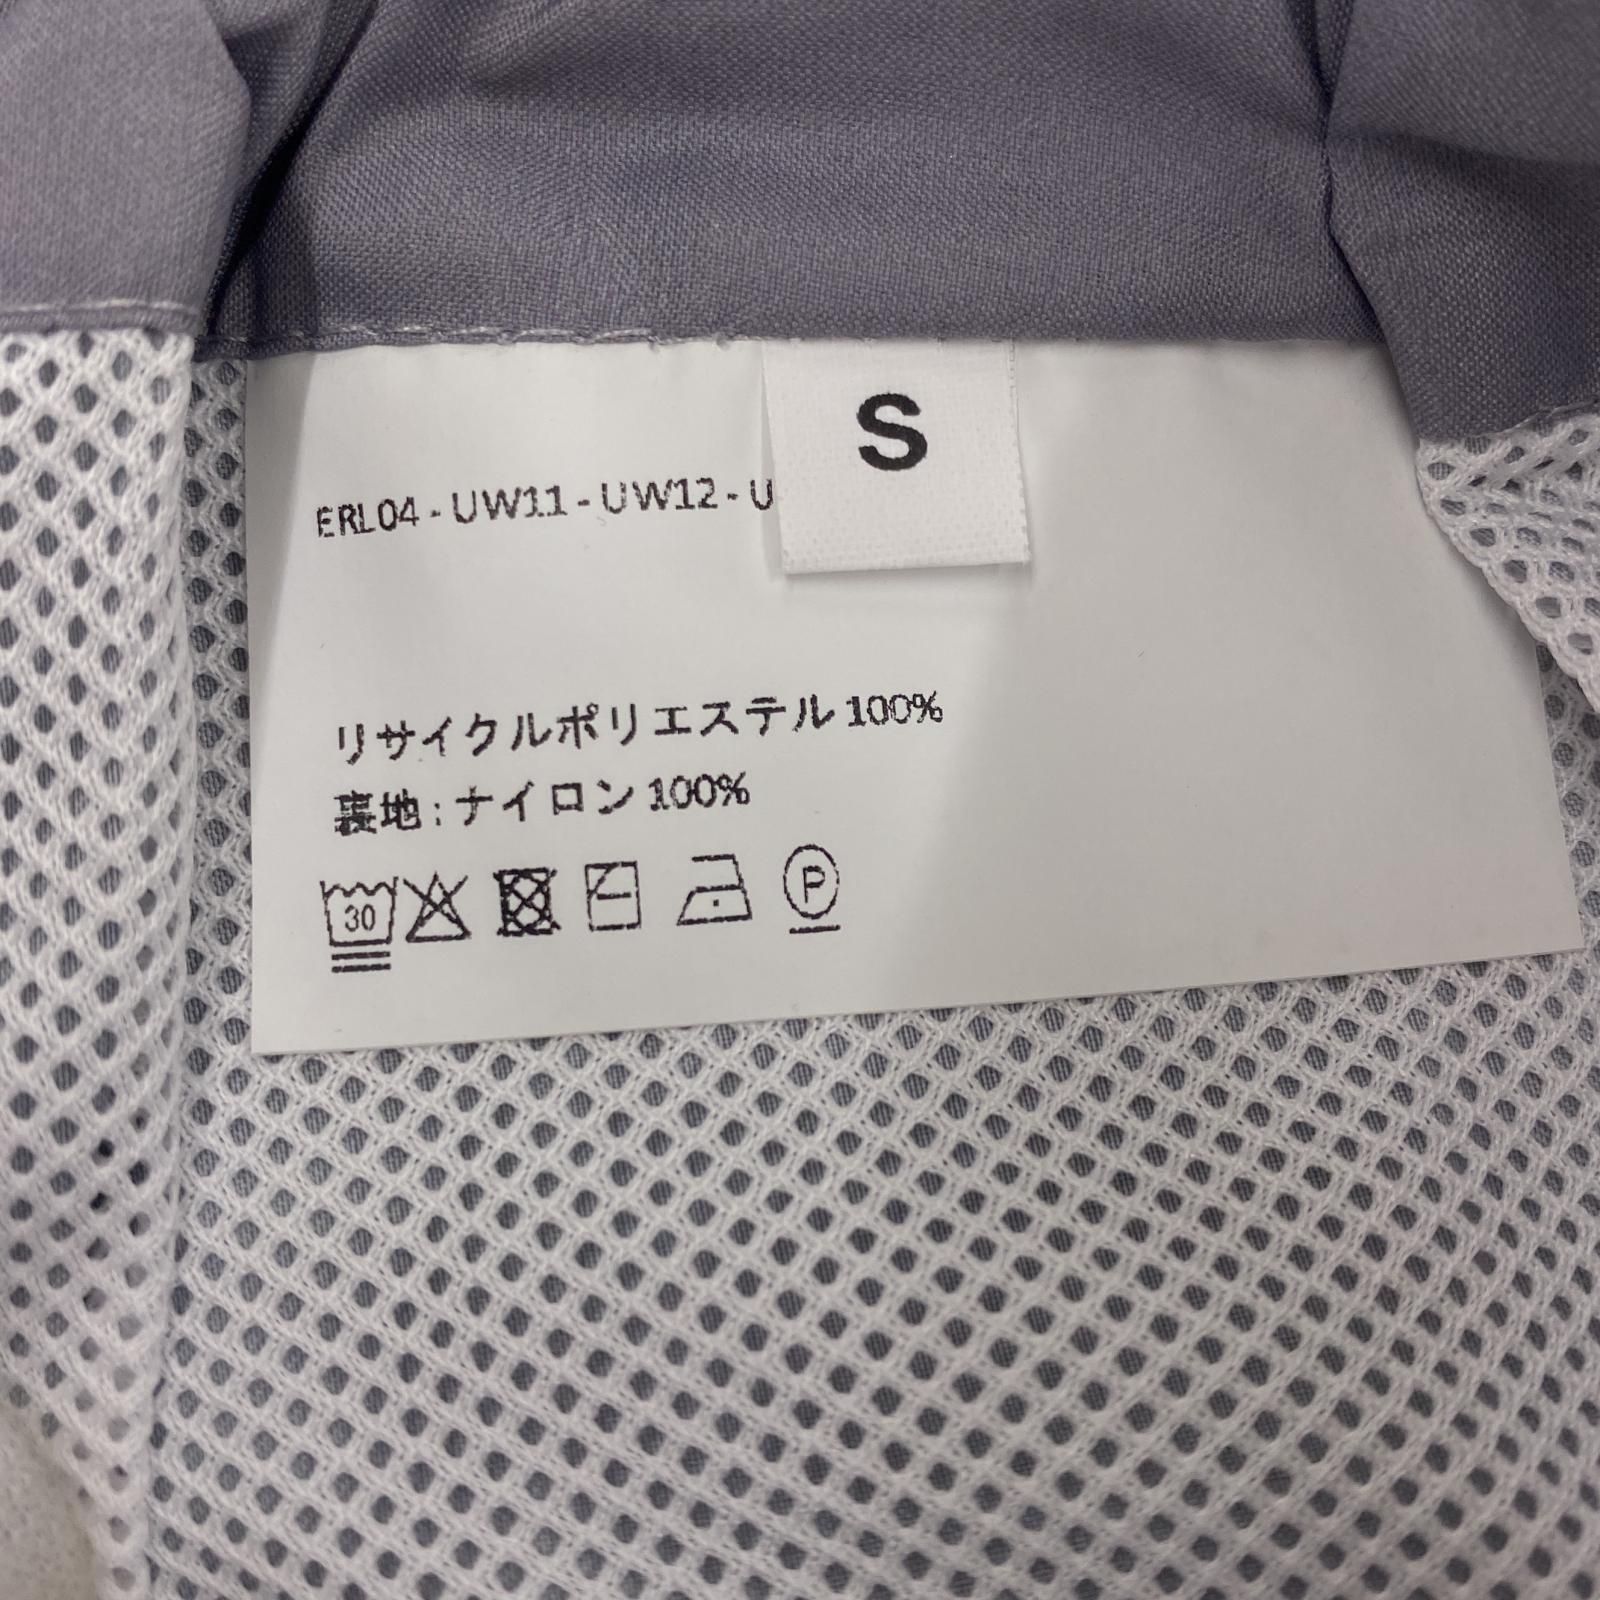 S
ERL04 - UW11 - UW12 - U
リサイクルポリエステル 100%
裏地 : ナイロン 100%
30
P